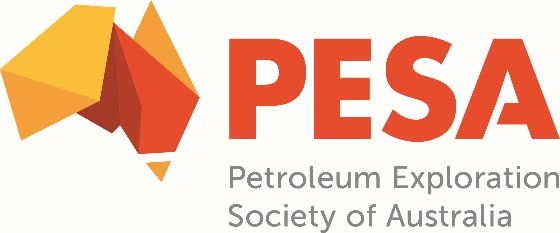 PESA
Petroleum Exploration
Society of Australia